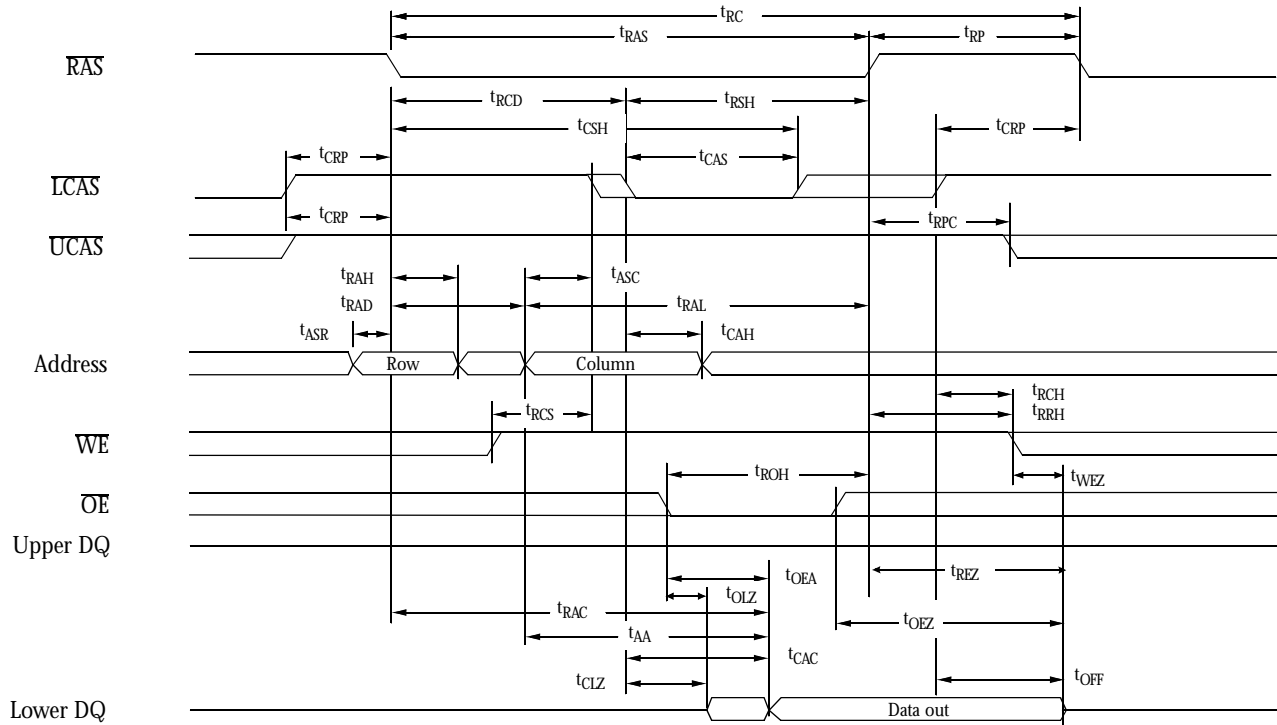 tRC
tRAS
tRP
RAS
tRCD
tRSH
tCSH
tCRP
tCRP
tCAS
LCAS
tCRP
tRPC
UCAS
tRAH
tASC
tRAD
tRAL
tASR
tCAH
Address
Row
Column
tRCH
tRCS
tRRH
WE
tROH
tWEZ
OE
Upper DQ
tOEA
tREZ
tOLZ
tRAC
tOEZ
tAA
tCAC
tCLZ
tOFF
Lower DQ
Data out